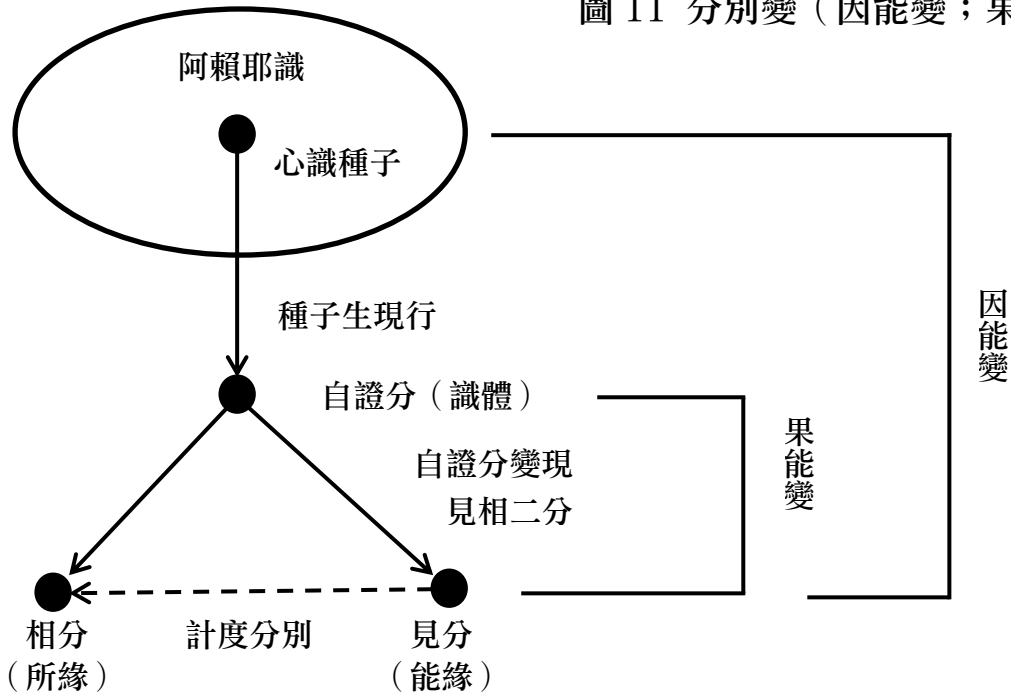 圖 11 分別變（因能變；果
阿賴耶識
心識種子
種子生現行
自證分（識體）
自證分變現
見相二分
果能變
因能變
計度分別
相分
（所緣）
見分
（能緣）